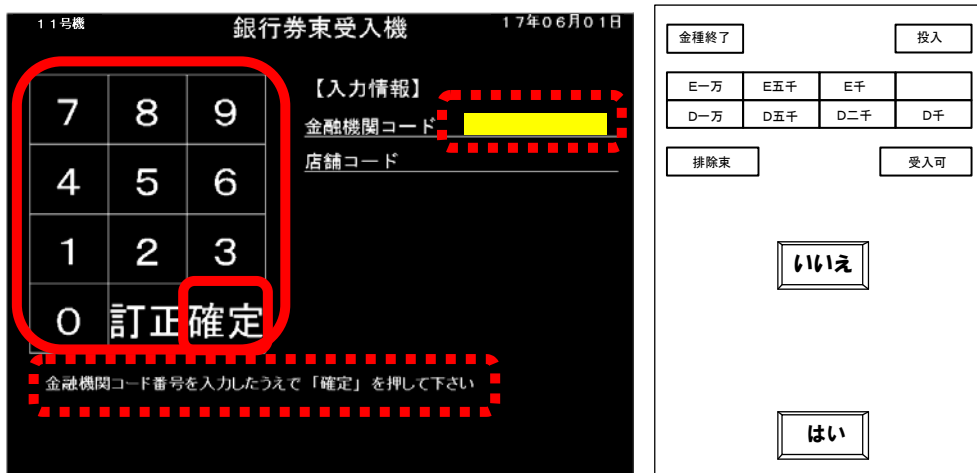 11号機 銀行券束受入機 17年06月01日
【入力情報】
金融機関コード
店舗コード
7 8 9
4 5 6
1 2 3
0 訂正 確定
金融機関コード番号を入力したうえで「確定」を押して下さい
金種終了 投入
E一万 E五千 E千
D一万 D五千 D二千 D千
排除束 受入可
いいえ
はい